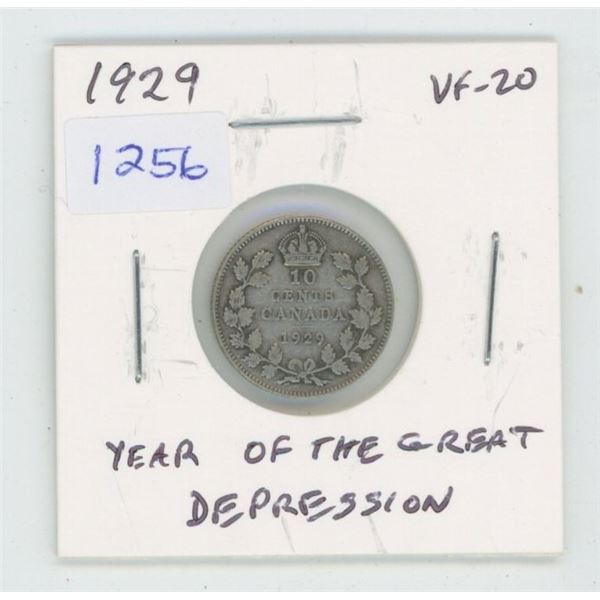 1929 VF-20
1256
10
CENTS
CANADA
1929
YEAR OF THE GREAT
DEPRESSION